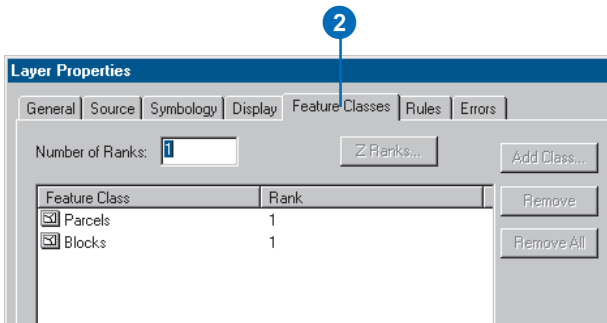 2
Layer Properties
General Source Symbology Display Feature Classes Rules Errors
Number of Ranks: 1 Z Ranks... Add Class...
Feature Class Rank Remove
Parcels 1
Blocks 1 Remove All